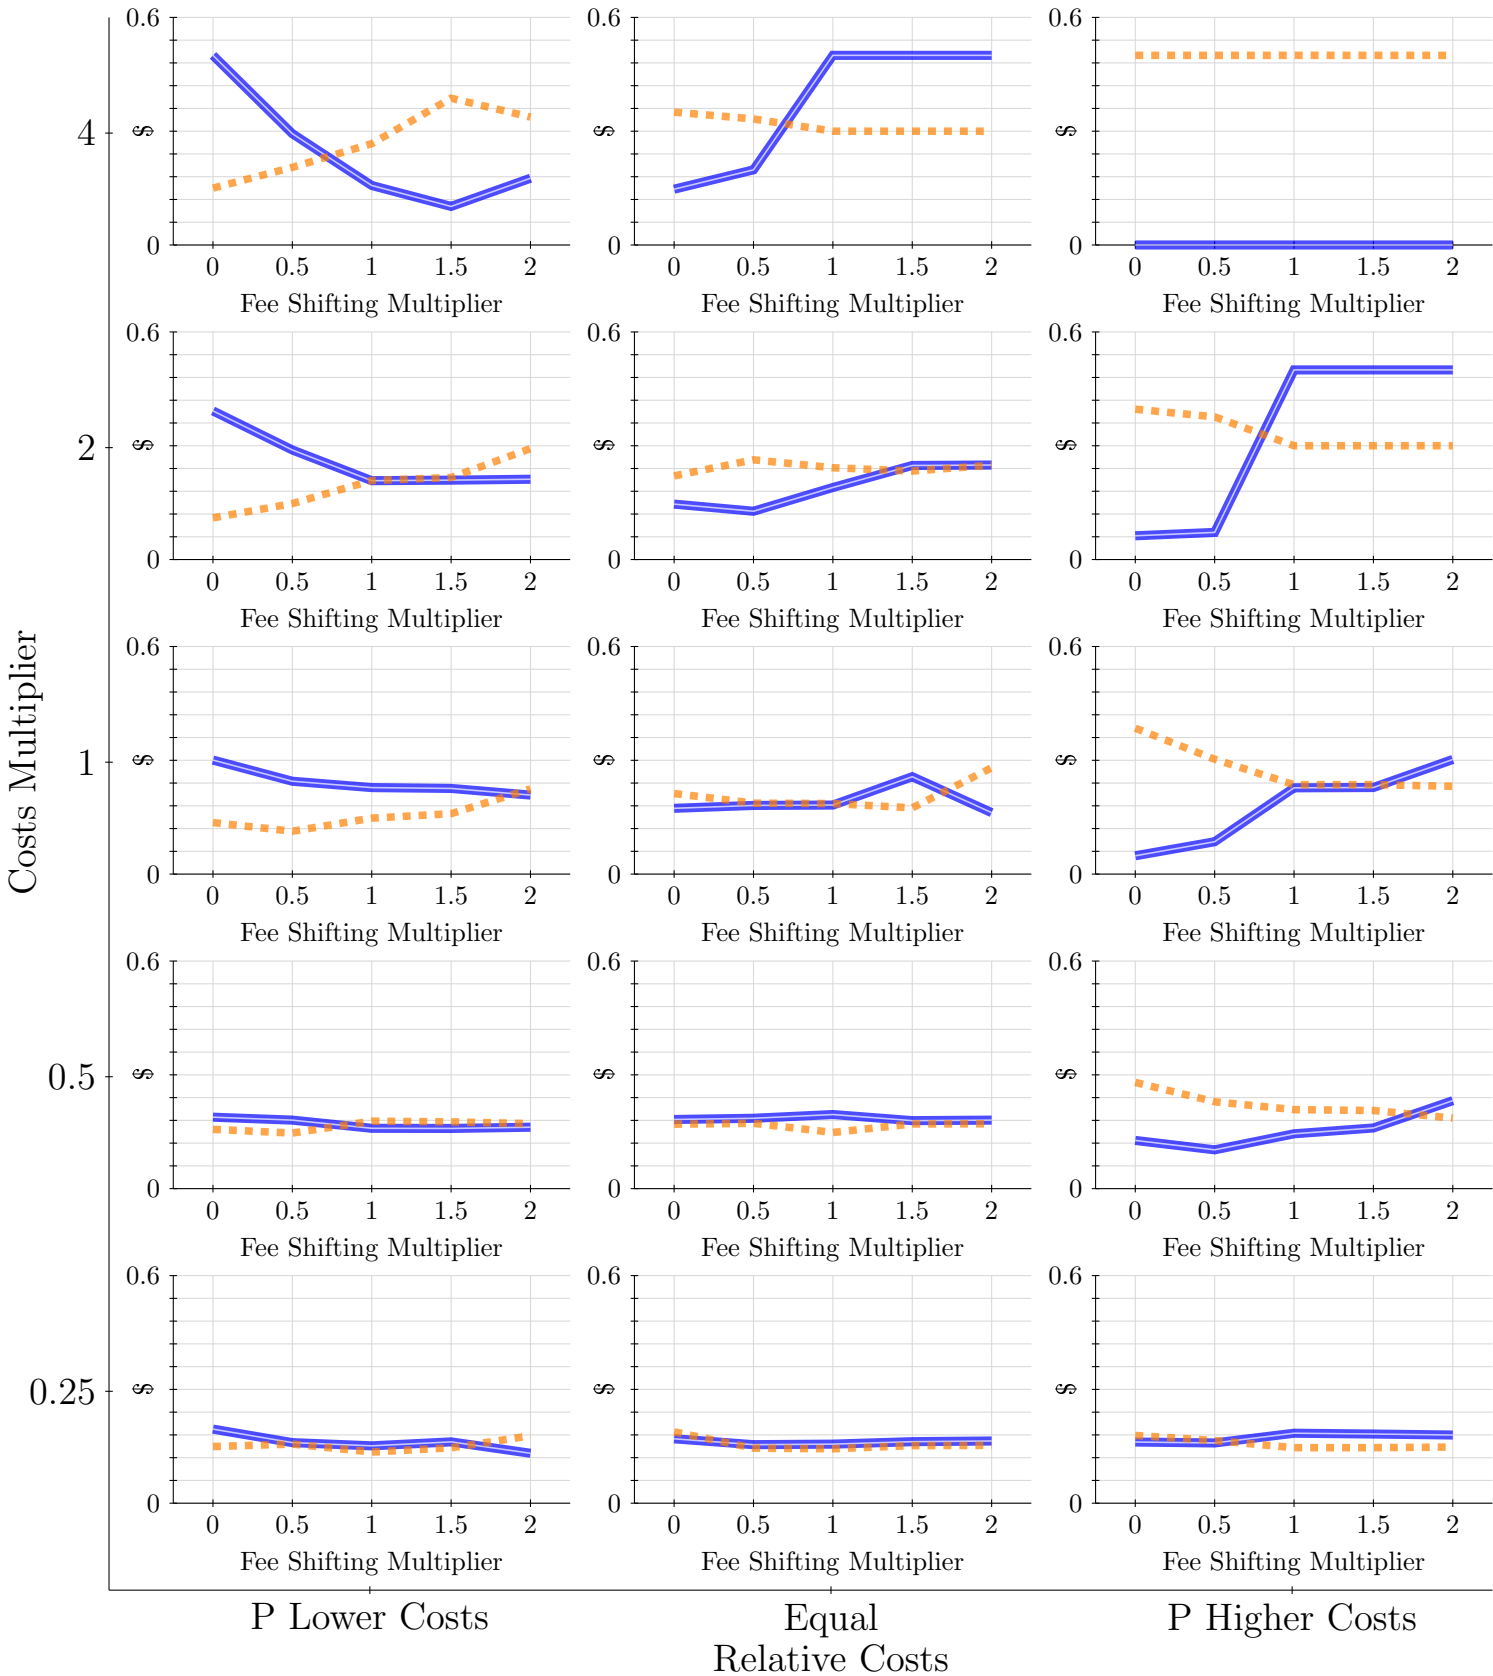 0.6 0.6 0.6
4 $ $ $
0 0 0
0 0.5 1 1.5 2 0 0.5 1 1.5 2 0 0.5 1 1.5 2
Fee Shifting Multiplier Fee Shifting Multiplier Fee Shifting Multiplier
0.6 0.6 0.6
2 $ $ $
0 0 0
0 0.5 1 1.5 2 0 0.5 1 1.5 2 0 0.5 1 1.5 2
Fee Shifting Multiplier Fee Shifting Multiplier Fee Shifting Multiplier
Costs Multiplier
0.6 0.6 0.6
1 $ $ $
0 0 0
0 0.5 1 1.5 2 0 0.5 1 1.5 2 0 0.5 1 1.5 2
Fee Shifting Multiplier Fee Shifting Multiplier Fee Shifting Multiplier
0.6 0.6 0.6
0.5 $ $ $
0 0 0
0 0.5 1 1.5 2 0 0.5 1 1.5 2 0 0.5 1 1.5 2
Fee Shifting Multiplier Fee Shifting Multiplier Fee Shifting Multiplier
0.6 0.6 0.6
0.25 $ $ $
0 0 0
0 0.5 1 1.5 2 0 0.5 1 1.5 2 0 0.5 1 1.5 2
Fee Shifting Multiplier Fee Shifting Multiplier Fee Shifting Multiplier
P Lower Costs Equal P Higher Costs
Relative Costs